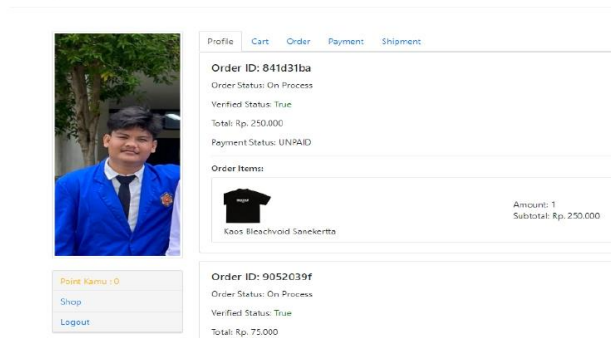 Profile Cart Order Payment Shipment
Order ID: 841d31ba
Order Status: On Process
Verified Status: True
Total: Rp. 250.000
Payment Status: UNPAID
Order Items:
Amount: 1
Subtotal: Rp. 250.000
Kaos Bleachvoid Sanekertta
Point Kamu : 0
Shop
Logout
Order ID: 9052039f
Order Status: On Process
Verified Status: True
Total: Rp. 75.000